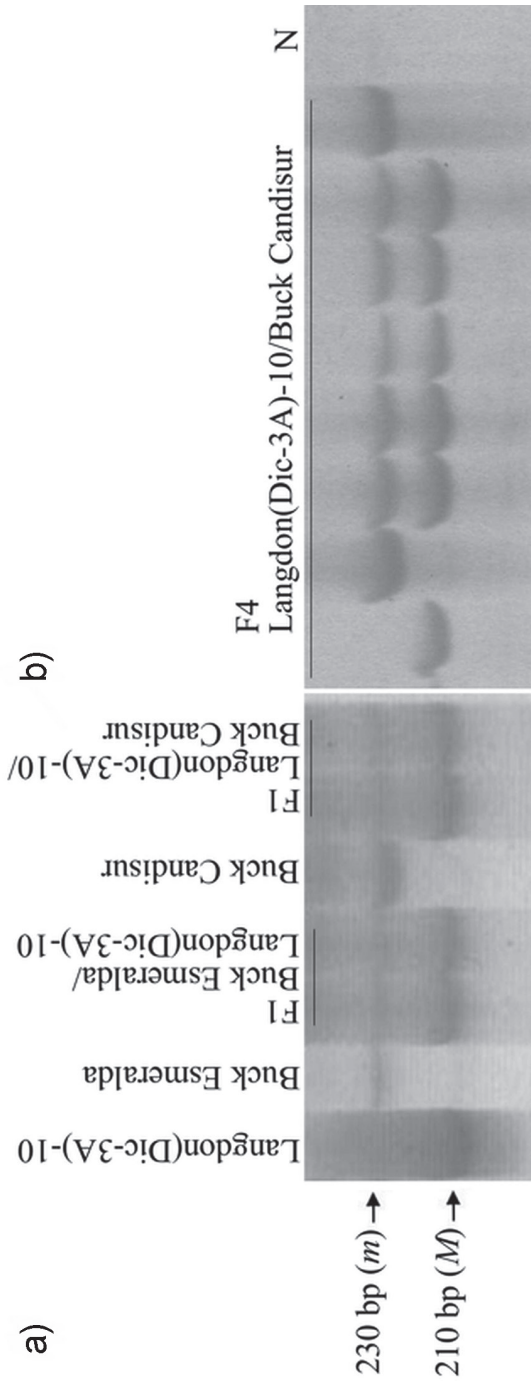 a)
Langdon(Dic-3A)-10
Buck Esmeralda
F1
Buck Esmeralda/
Langdon(Dic-3A)-10
Buck Candisur
F1
Langdon(Dic-3A)-10/
Buck Candisur
230 bp (m)
210 bp (M)
b)
F4
Langdon(Dic-3A)-10/Buck Candisur
N